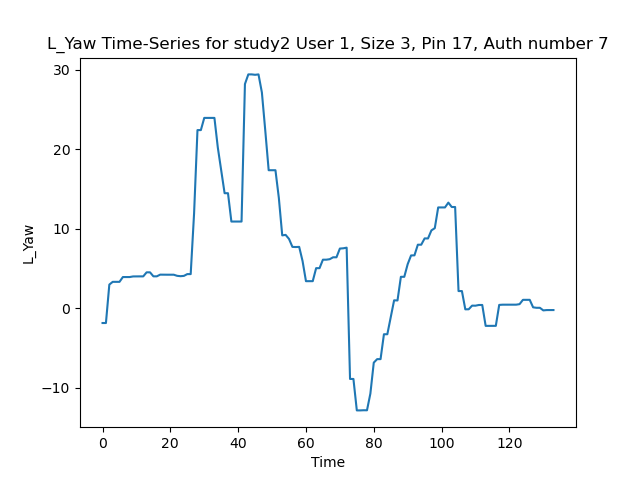 L_Yaw Time-Series for study2 User 1, Size 3, Pin 17, Auth number 7
30
20
10
0
−10
L_Yaw
0 20 40 60 80 100 120
Time